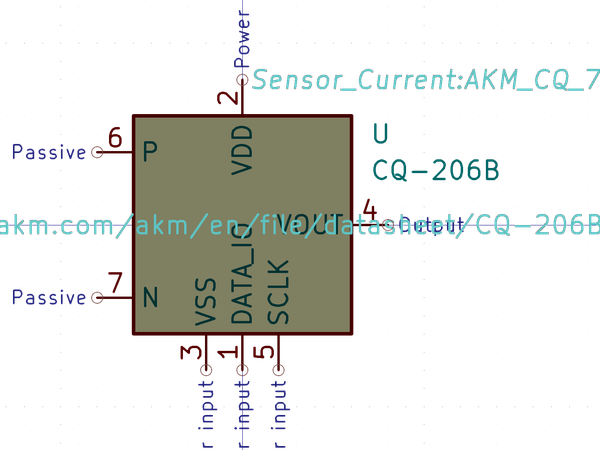 Power
Sensor_Current:AKM_CQ_7
2
VDD
U
CQ-206B
Passive
6
P
akm.com/akm/en/file/datasheet/CQ-206B
VOUT
4
Output
Passive
7
N
VSS
DATA_IO
SCLK
3
1
5
r input
r input
r input